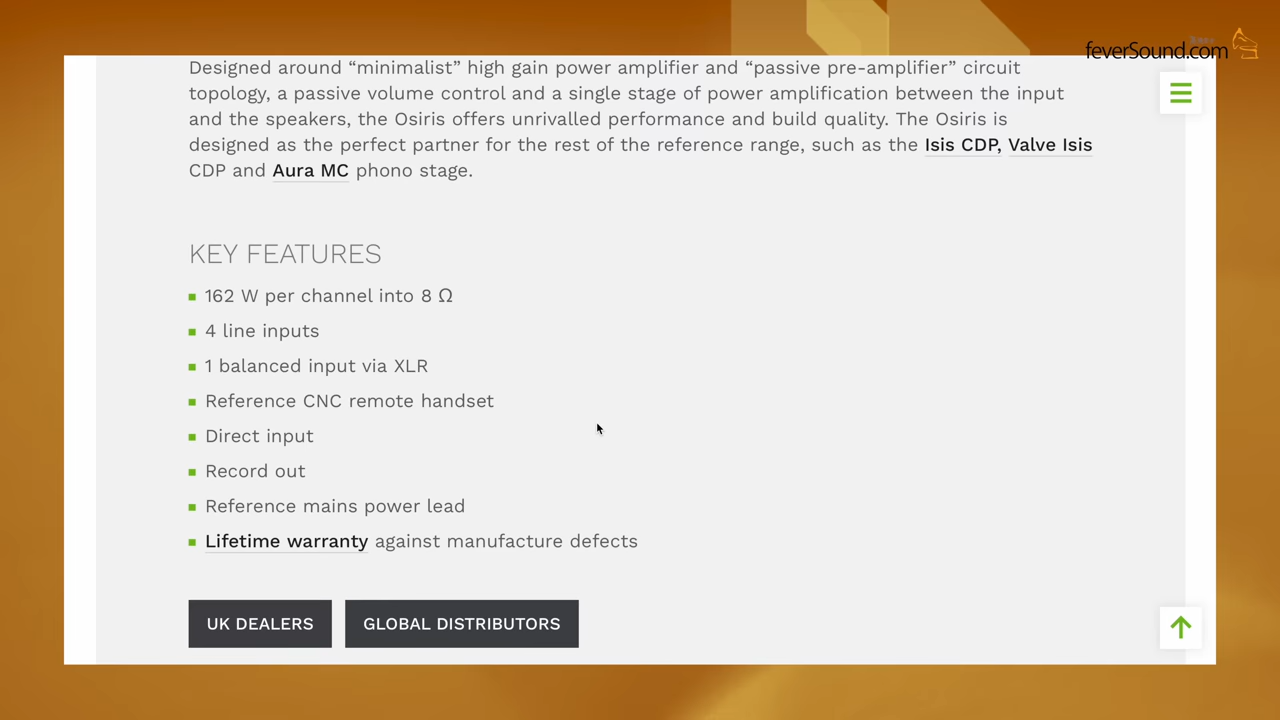 feverSound.com
Designed around “minimalist” high gain power amplifier and “passive pre-amplifier” circuit
topology, a passive volume control and a single stage of power amplification between the input
and the speakers, the Osiris offers unrivalled performance and build quality. The Osiris is
designed as the perfect partner for the rest of the reference range, such as the Isis CDP, Valve Isis
CDP and Aura MC phono stage.
KEY FEATURES
162 W per channel into 8 Ω
4 line inputs
1 balanced input via XLR
Reference CNC remote handset
Direct input
Record out
Reference mains power lead
Lifetime warranty against manufacture defects
UK DEALERS
GLOBAL DISTRIBUTORS